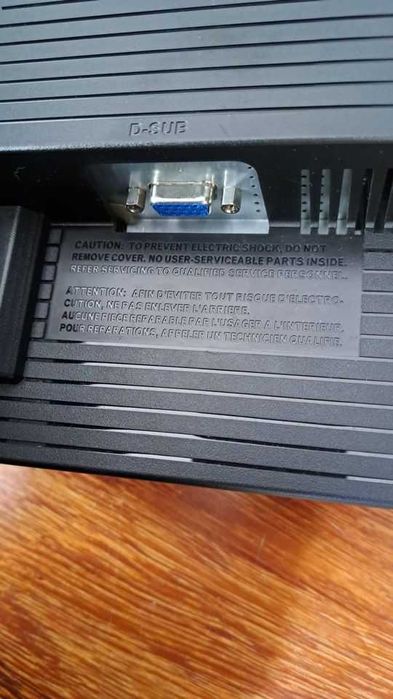 D-SUB
CAUTION: TO PREVENT ELECTRIC SHOCK, DO NOT
REMOVE COVER. NO USER-SERVICEABLE PARTS INSIDE.
REFER SERVICING TO QUALIFIED SERVICE PERSONNEL.
ATTENTION: AFIN D'EVITER TOUT RISQUE D'ELECTRO-
CUTION, NE PAS ENLEVER L'ARRIERE.
AUCUNE PIECE REPARABLE PAR L'USAGER A L'INTERIEUR.
POUR REPARATIONS, APPELER UN TECHNICIEN QUALIFIE.